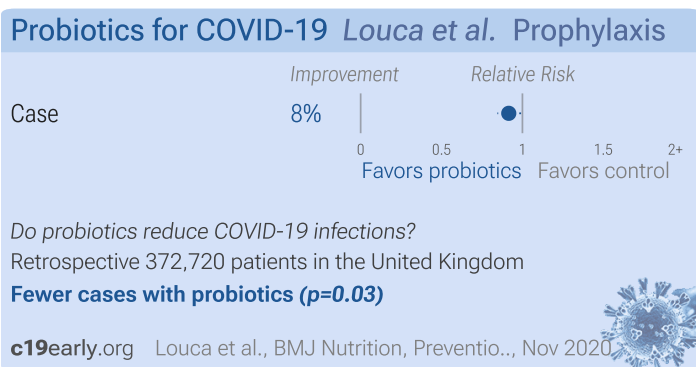 Probiotics for COVID-19 Louca et al. Prophylaxis
Improvement Relative Risk
Case 8%
0 0.5 1 1.5 2+
Favors probiotics Favors control
Do probiotics reduce COVID-19 infections?
Retrospective 372,720 patients in the United Kingdom
Fewer cases with probiotics (p=0.03)
c19early.org Louca et al., BMJ Nutrition, Preventio.., Nov 2020